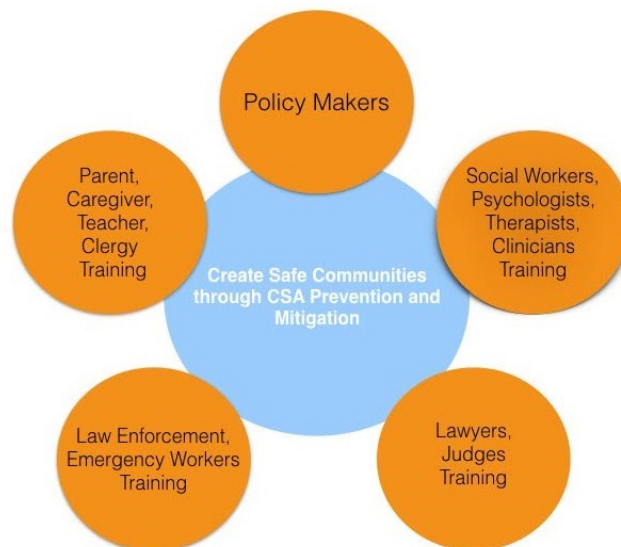 Policy Makers
Parent,
Caregiver,
Teacher,
Clergy
Training
Social Workers,
Psychologists,
Therapists,
Clinicians
Training
Create Safe Communities
through CSA Prevention and
Mitigation
Law Enforcement,
Emergency Workers
Training
Lawyers,
Judges
Training